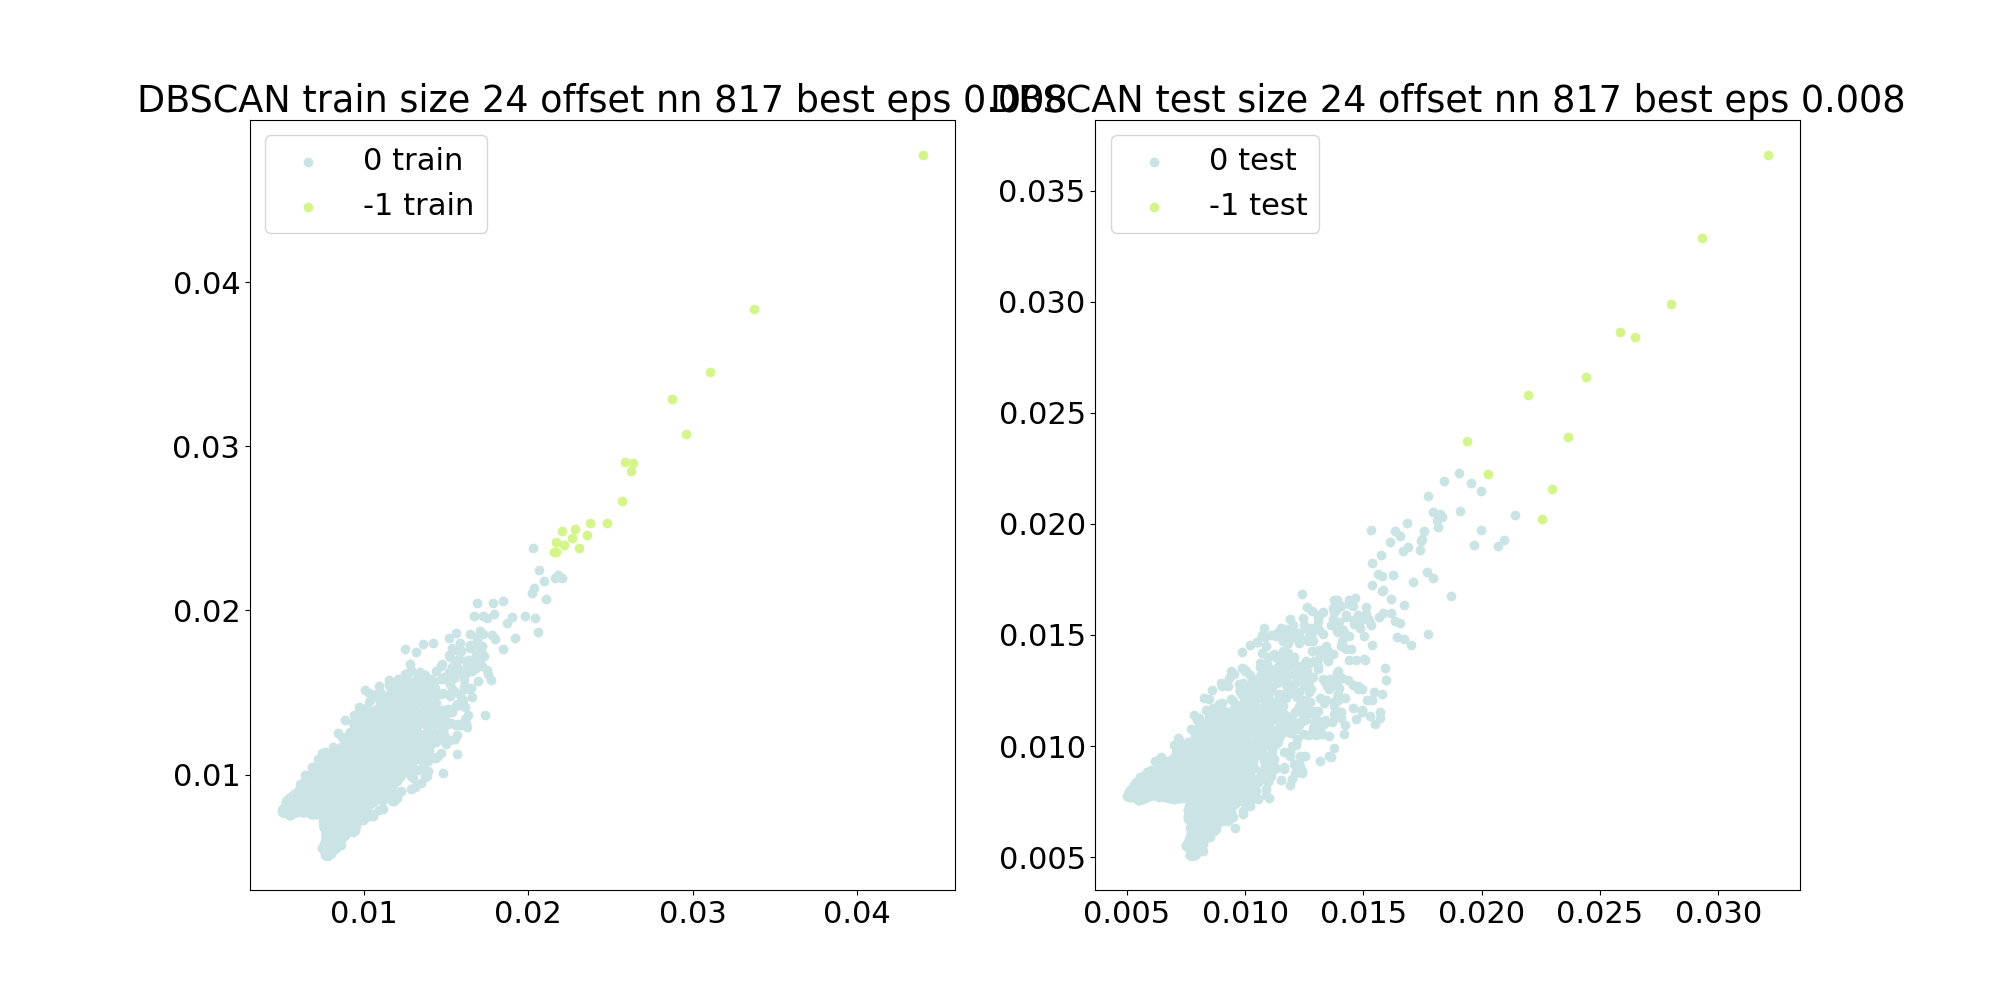 DBSCAN train size 24 offset nn 817 best eps 0.008
DBSCAN test size 24 offset nn 817 best eps 0.008
0 train
-1 train
0.04
0.03
0.02
0.01
0.01 0.02 0.03 0.04
0 test
-1 test
0.035
0.030
0.025
0.020
0.015
0.010
0.005
0.005 0.010 0.015 0.020 0.025 0.030